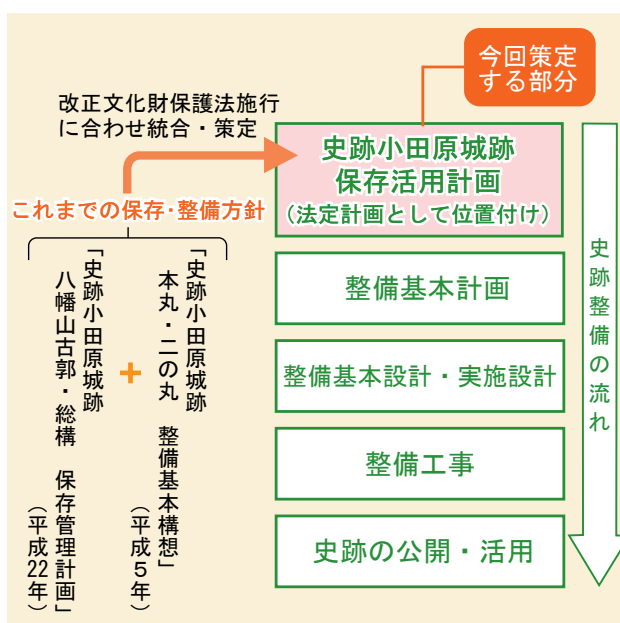 今回策定
する部分
改正文化財保護法施行
に合わせ統合・策定
史跡小田原城跡
保存活用計画
（法定計画として位置付け）
これまでの保存・整備方針
「史跡小田原城跡
本丸・二の丸　整備基本構想」
（平成５年）
+
「史跡小田原城跡
八幡山古郭・総構　保存管理計画」
（平成22年）
整備基本計画
整備基本設計・実施設計
整備工事
史跡の公開・活用
史跡整備の流れ